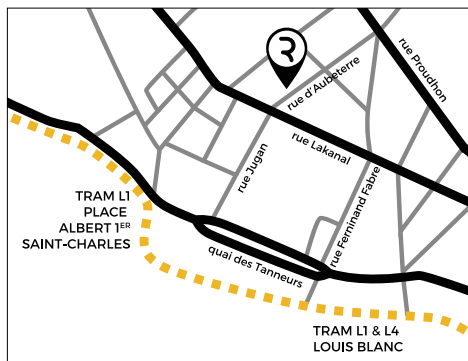 R
rue d'Aubeterre
rue Proudhon
rue Lakanal
rue Jugan
rue Ferninand Fabre
TRAM L1
PLACE
ALBERT 1ER
SAINT-CHARLES
quai des Tanneurs
TRAM L1 & L4
LOUIS BLANC